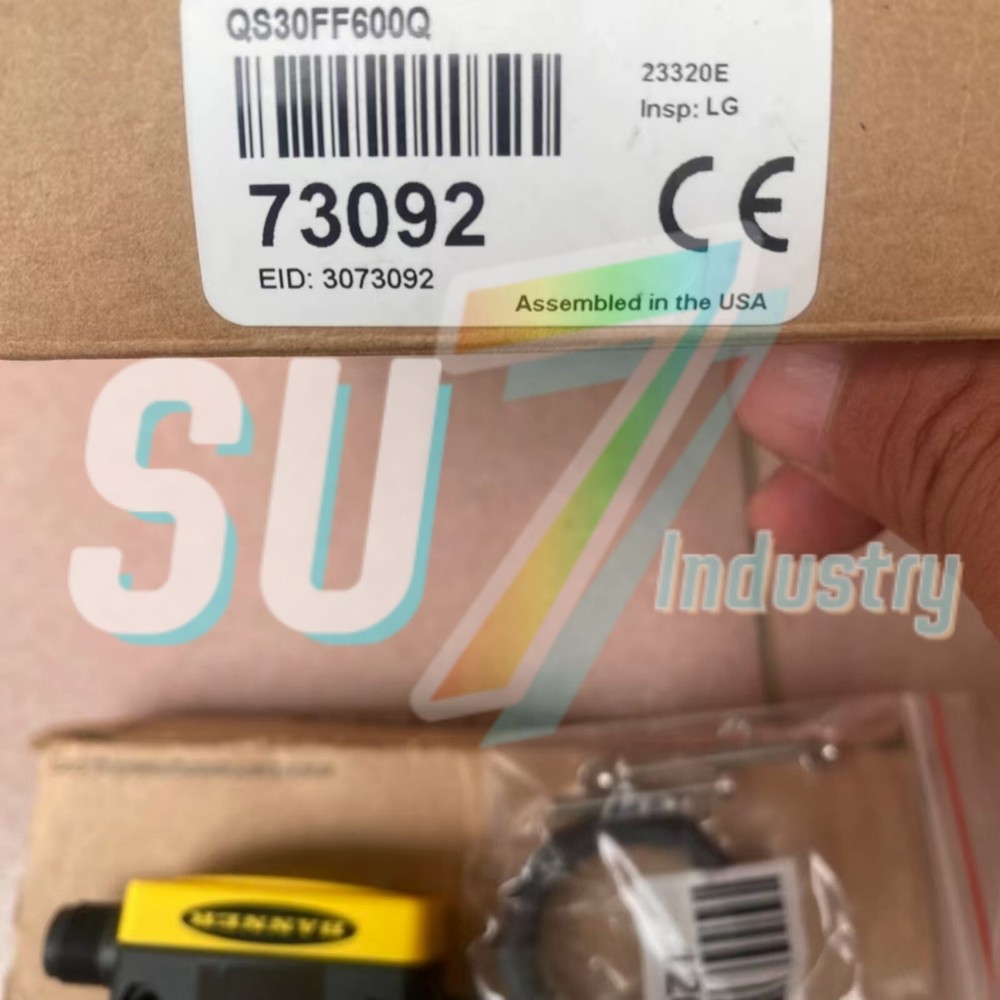 QS30FF600Q
23320E
Insp: LG
73092
CE
EID: 3073092
Assembled in the USA
SU7
Industry
BANNER